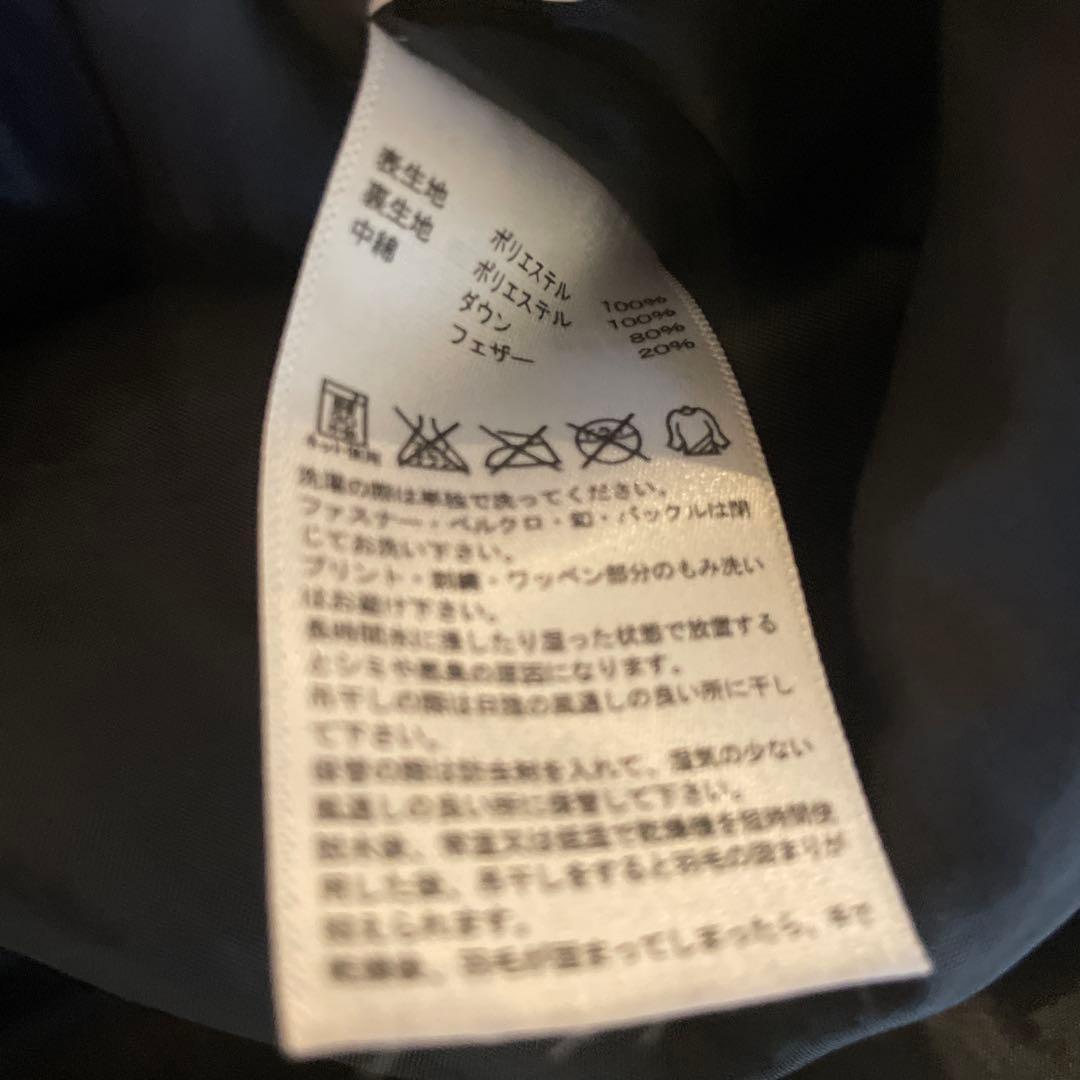 表生地
裏生地
中綿
ポリエステル 100%
ポリエステル 100%
ダウン 80%
フェザー 20%
ネット使用
洗濯の際は単独で洗ってください。
ファスナー・ベルクロ・釦・バックルは閉
じてお洗い下さい。
プリント・刺繍・ワッペン部分のもみ洗い
はお避け下さい。
長時間水に浸したり湿った状態で放置する
とシミや悪臭の原因になります。
吊干しの際は日陰の風通しの良い所に干し
て下さい。
保管の際は防虫剤を入れて、湿気の少ない
風通しの良い所に保管して下さい。
脱水後、常温又は低温で乾燥機を短時間使
用した後、吊干しをすると羽毛の固まりが
抑えられます。
乾燥後、羽毛が固まってしまったら、手で